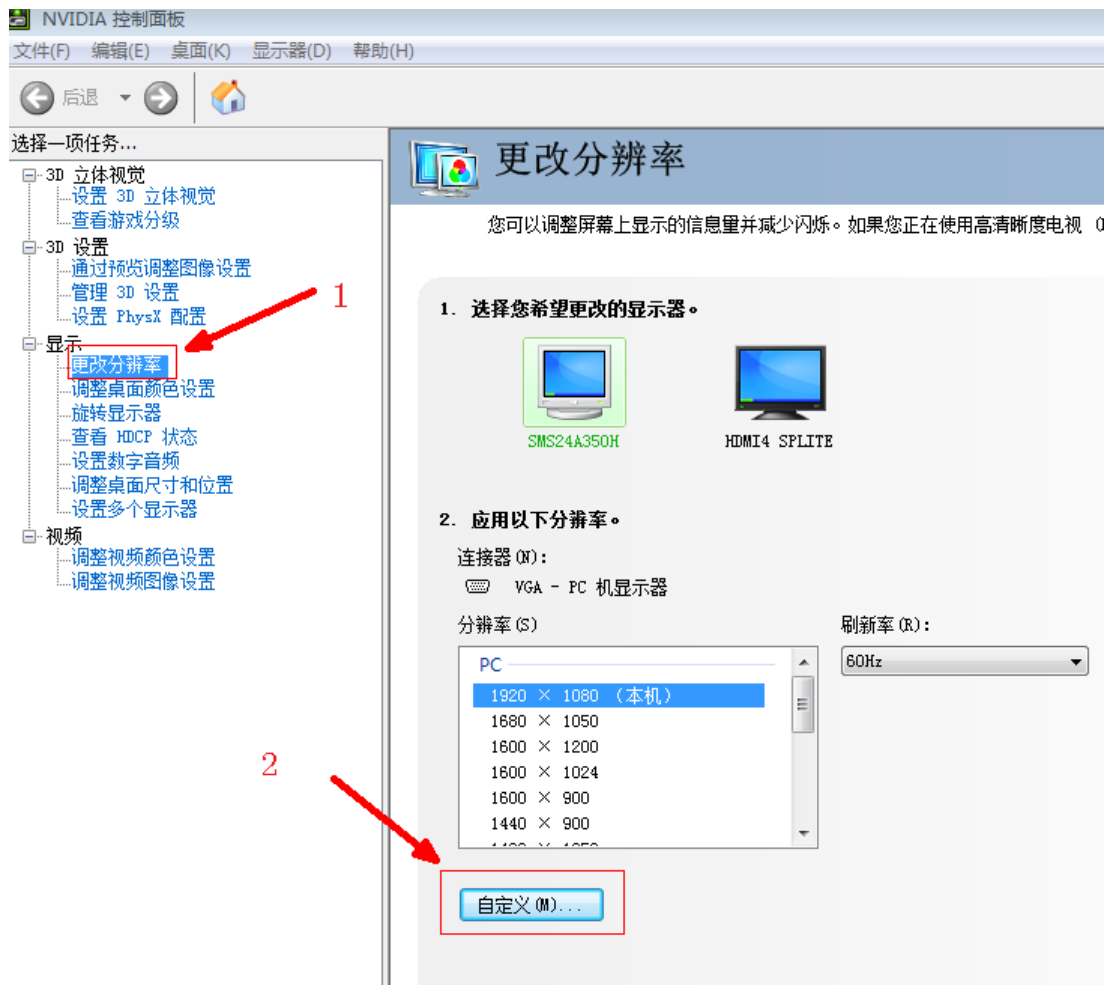 NVIDIA 控制面板
文件(F) 编辑(E) 桌面(K) 显示器(D) 帮助(H)
后退
选择一项任务...
3D 立体视觉
设置 3D 立体视觉
查看游戏分级
3D 设置
通过预览调整图像设置
管理 3D 设置
设置 PhysX 配置
显示
更改分辨率
调整桌面颜色设置
旋转显示器
查看 HDCP 状态
设置数字音频
调整桌面尺寸和位置
设置多个显示器
视频
调整视频颜色设置
调整视频图像设置
1
2
更改分辨率
您可以调整屏幕上显示的信息量并减少闪烁。如果您正在使用高清晰度电视
1. 选择您希望更改的显示器。
SMS24A350H
HDMI4 SPLITE
2. 应用以下分辨率。
连接器(N):
VGA - PC 机显示器
分辨率(S)
刷新率(R):
PC
60Hz
1920 × 1080 (本机)
1680 × 1050
1600 × 1200
1600 × 1024
1600 × 900
1440 × 900
自定义(M)...